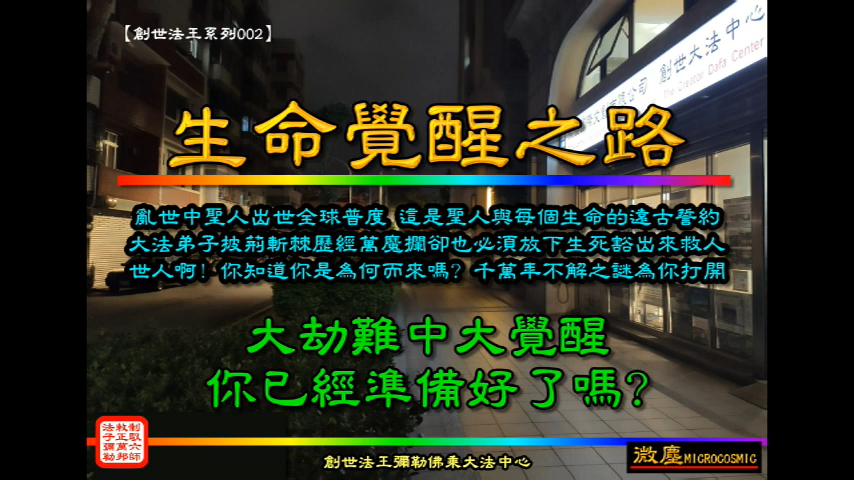 【創世法王系列002】
創世大法中心
The Creator Dafa Center
生命覺醒之路
亂世中聖人出世全球普度 這是聖人與每個生命的遠古誓約
大法弟子披荊斬棘歷經萬魔攔卻也必須放下生死豁出來救人
世人啊！你知道你是為何而來嗎？千萬年不解之謎為你打開
大劫難中大覺醒
你已經準備好了嗎？
創世法王彌勒佛乘大法中心
微塵MICROCOSMIC